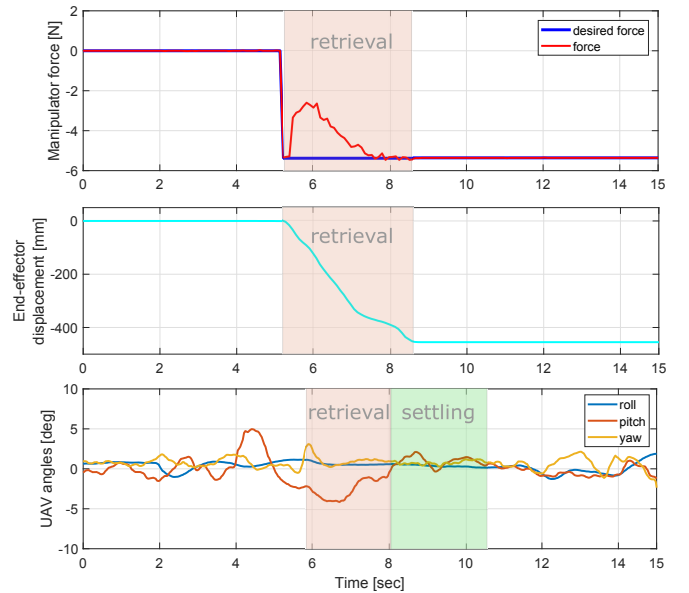 Manipulator force [N]
2
0
-2
-4
-6
retrieval
desired force
force
0 2 4 6 8 10 12 14 15
End-effector
displacement [mm]
0
-200
-400
retrieval
0 2 4 6 8 10 12 14 15
UAV angles [deg]
10
5
0
-5
-10
retrieval settling
roll
pitch
yaw
0 2 4 6 8 10 12 14 15
Time [sec]